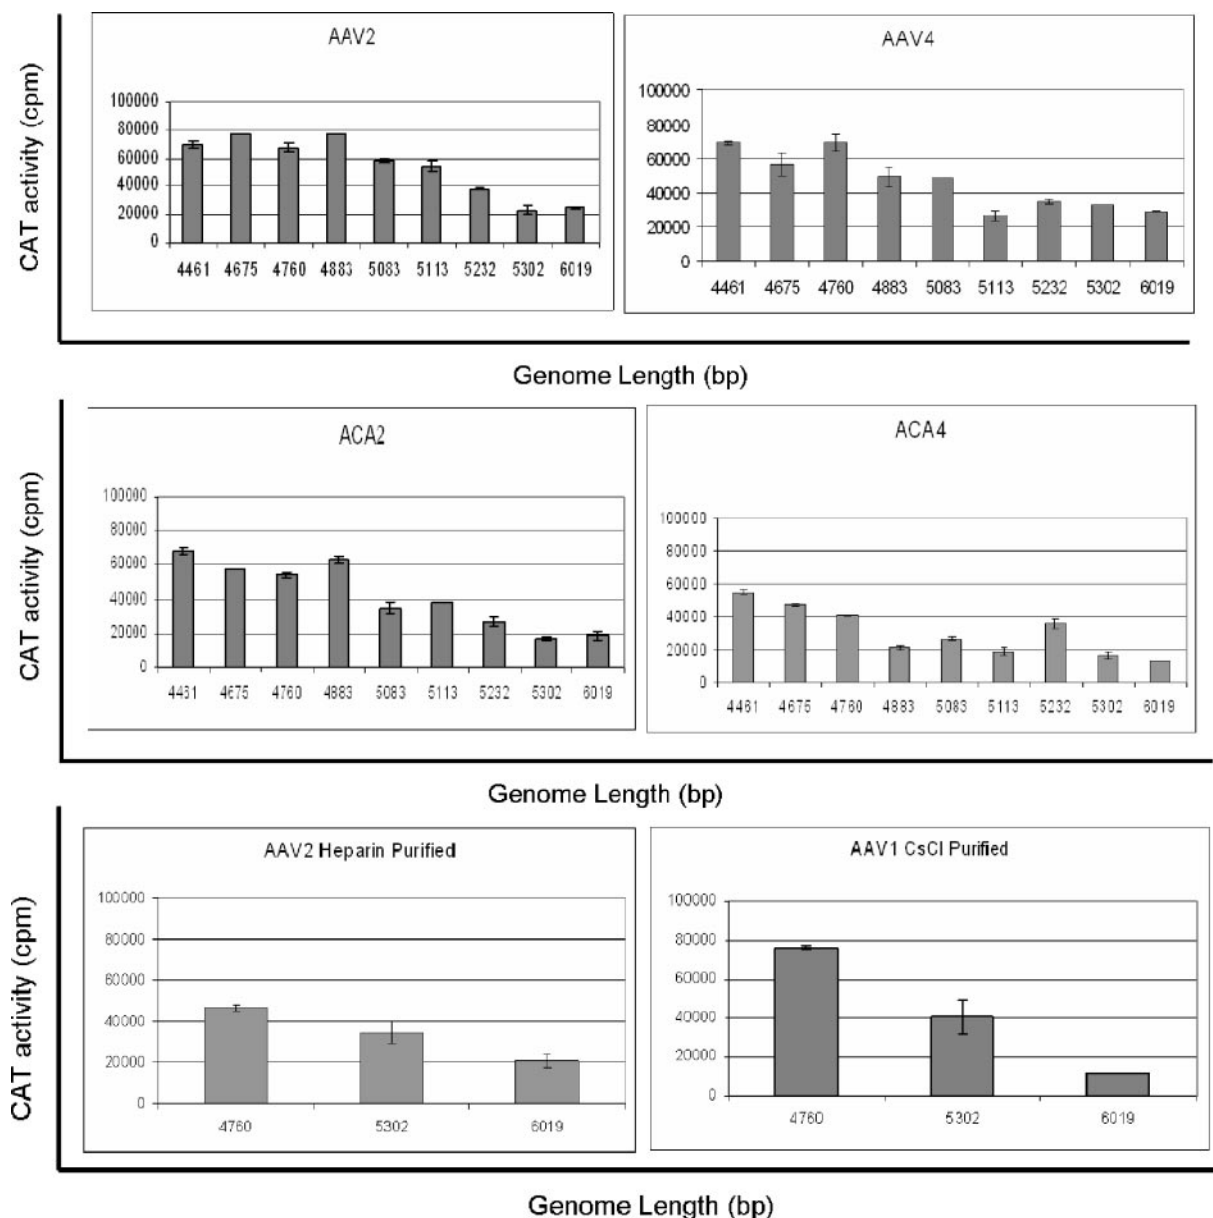 AAV2
AAV4
CAT activity (cpm)
100000
80000
60000
40000
20000
0
4461 4675 4760 4883 5083 5113 5232 5302 6019
100000
80000
60000
40000
20000
0
4461 4675 4760 4883 5083 5113 5232 5302 6019
Genome Length (bp)
ACA2
ACA4
CAT activity (cpm)
100000
80000
60000
40000
20000
0
4461 4675 4760 4883 5083 5113 5232 5302 6019
100000
80000
60000
40000
20000
0
4461 4675 4760 4883 5083 5113 5232 5302 6019
Genome Length (bp)
AAV2 Heparin Purified
AAV1 CsCl Purified
CAT activity (cpm)
100000
80000
60000
40000
20000
0
4760 5302 6019
100000
80000
60000
40000
20000
0
4760 5302 6019
Genome Length (bp)